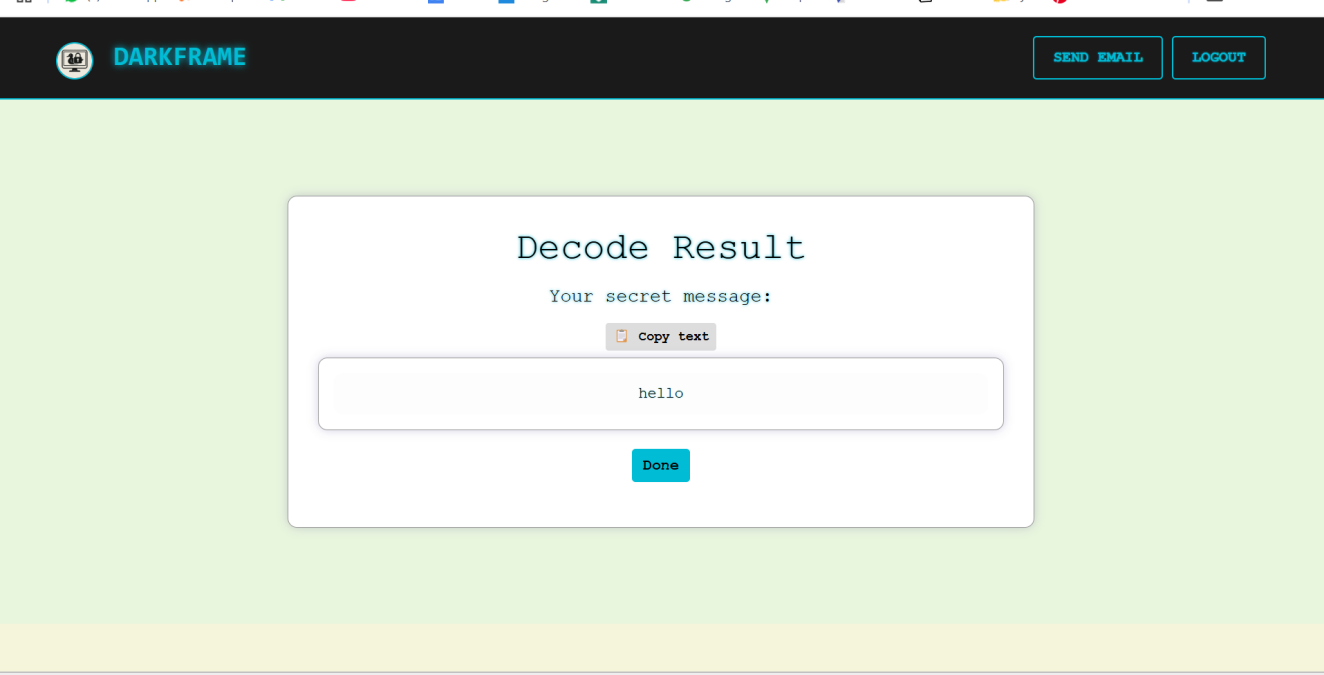 DARKFRAME
SEND EMAIL LOGOUT
Decode Result
Your secret message:
Copy text
hello
Done